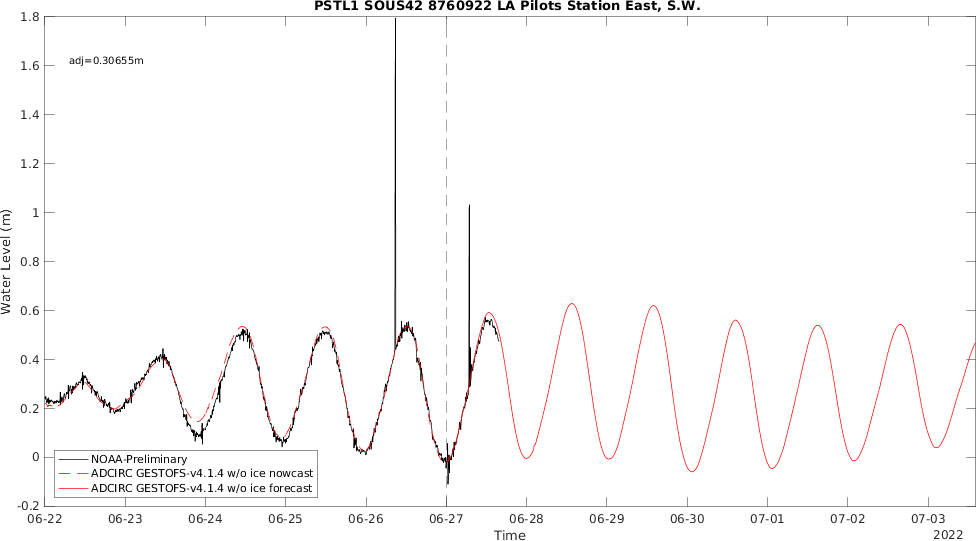 PSTL1 SOUS42 8760922 LA Pilots Station East, S.W.
adj=0.30655m
Water Level (m)
1.8
1.6
1.4
1.2
1
0.8
0.6
0.4
0.2
0
-0.2
NOAA-Preliminary
ADCIRC GESTOFS-v4.1.4 w/o ice nowcast
ADCIRC GESTOFS-v4.1.4 w/o ice forecast
06-22 06-23 06-24 06-25 06-26 06-27 06-28 06-29 06-30 07-01 07-02 07-03
Time
2022